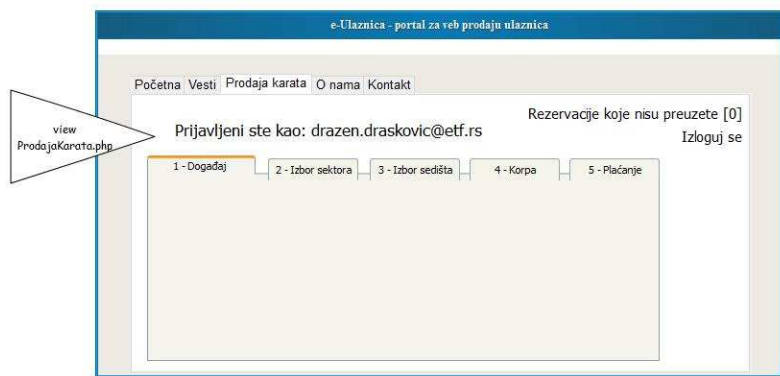 e-Ulaznica - portal za veb prodaju ulaznica
Početna Vesti Prodaja karata O nama Kontakt
Rezervacije koje nisu preuzete [0]
view
ProdajaKarata.php
Prijavljeni ste kao: drazen.draskovic@etf.rs
Izloguj se
1 - Događaj 2 - Izbor sektora 3 - Izbor sedišta 4 - Korpa 5 - Plaćanje